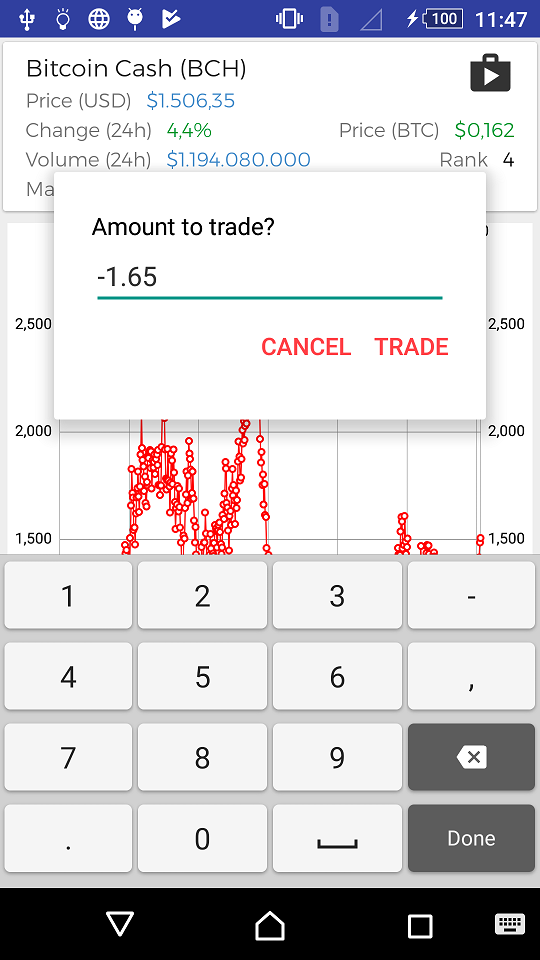 100 11:47
Bitcoin Cash (BCH)
Price (USD) $1.506,35
Change (24h) 4,4% Price (BTC) $0,162
Volume (24h) $1.194.080.000 Rank 4
Ma
Amount to trade?
-1.65
CANCEL TRADE
2,500 2,500
2,000 2,000
1,500 1,500
1 2 3 -
4 5 6 ,
7 8 9
. 0 Done